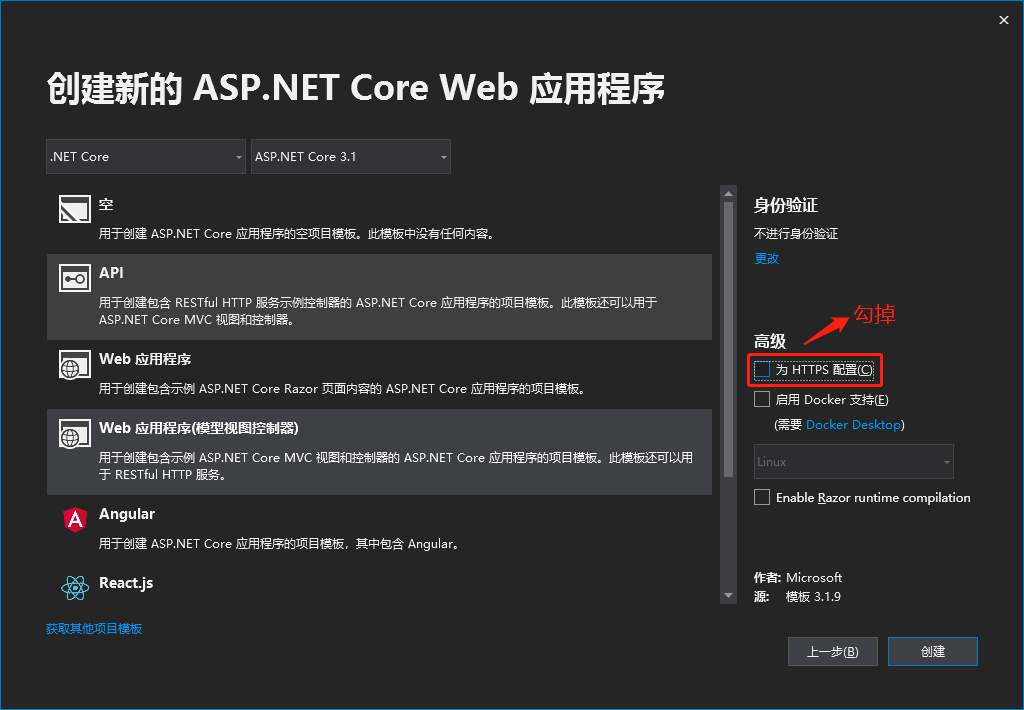 创建新的 ASP.NET Core Web 应用程序
.NET Core
ASP.NET Core 3.1
空
用于创建 ASP.NET Core 应用程序的空项目模板。此模板中没有任何内容。
API
用于创建包含 RESTful HTTP 服务示例控制器的 ASP.NET Core 应用程序的项目模板。此模板还可以用于
ASP.NET Core MVC 视图和控制器。
Web 应用程序
用于创建包含示例 ASP.NET Core Razor 页面内容的 ASP.NET Core 应用程序的项目模板。
Web 应用程序(模型视图控制器)
用于创建包含示例 ASP.NET Core MVC 视图和控制器的 ASP.NET Core 应用程序的项目模板。此模板还可以用
于 RESTful HTTP 服务。
Angular
用于创建 ASP.NET Core 应用程序的项目模板，其中包含 Angular。
React.js
获取其他项目模板
身份验证
不进行身份验证
更改
勾掉
高级
为 HTTPS 配置(C)
启用 Docker 支持(E)
(需要 Docker Desktop)
Linux
Enable Razor runtime compilation
作者: Microsoft
源: 模板 3.1.9
上一步(B)
创建